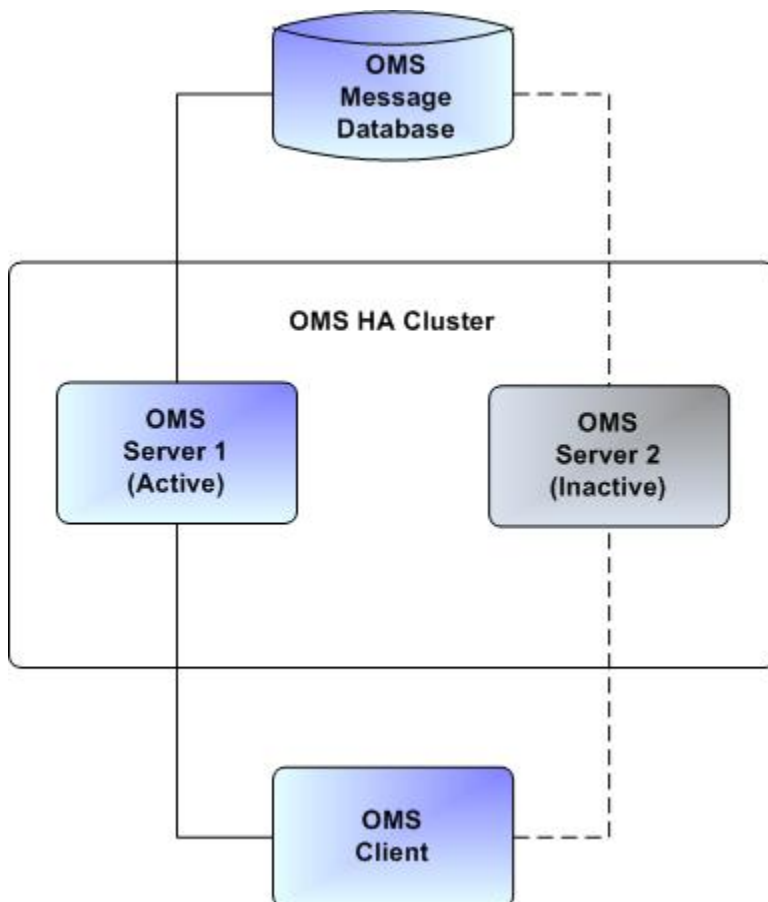 OMS
Message
Database
OMS HA Cluster
OMS
Server 1
(Active)
OMS
Server 2
(Inactive)
OMS
Client